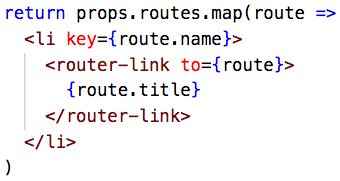 return props.routes.map(route =>
  <li key={route.name}>
    <router-link to={route}>
      {route.title}
    </router-link>
  </li>
)